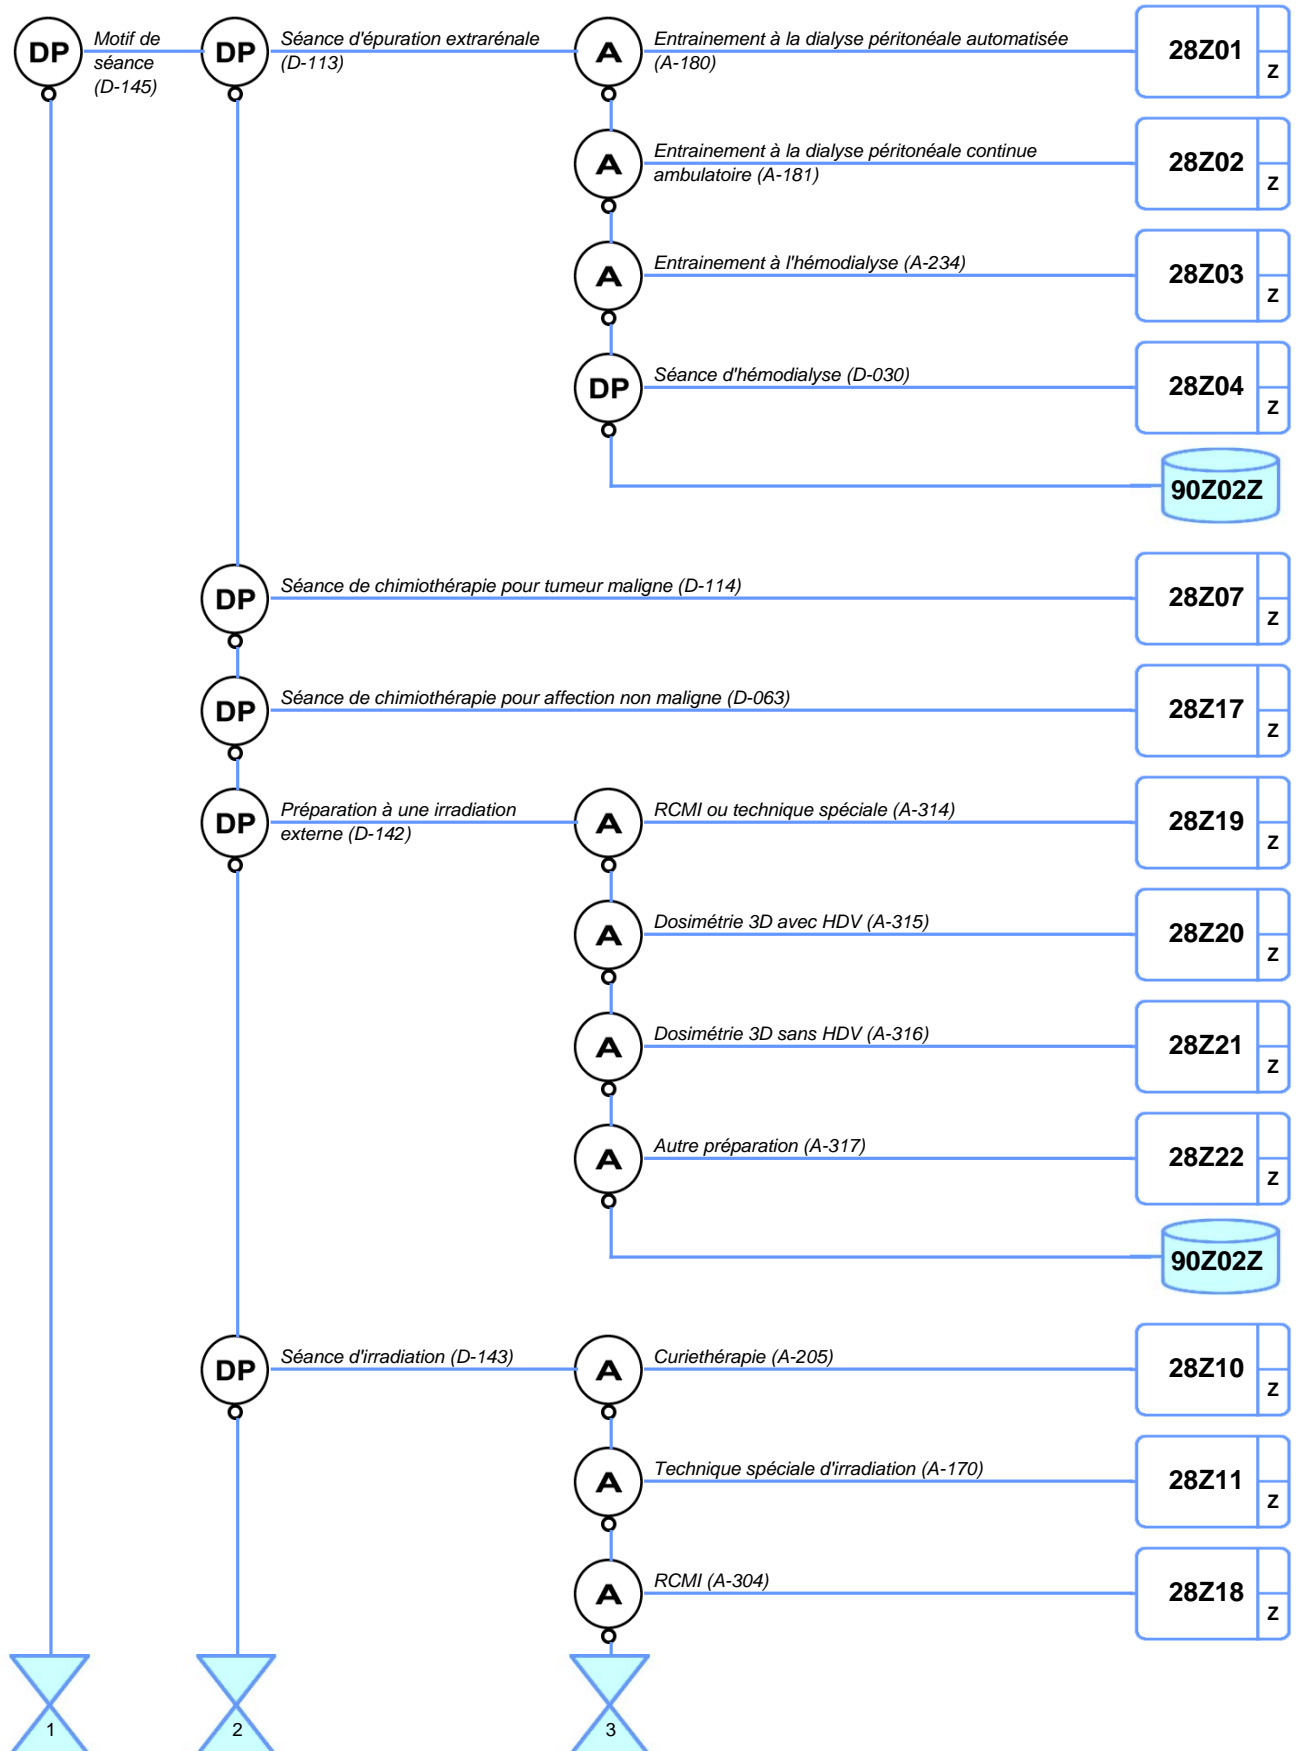 DP
Motif de
séance
(D-145)
DP
Séance d'épuration extrarénale
(D-113)
A
Entrainement à la dialyse péritonéale automatisée
(A-180)
28Z01
Z
A
Entrainement à la dialyse péritonéale continue
ambulatoire (A-181)
28Z02
Z
A
Entrainement à l'hémodialyse (A-234)
28Z03
Z
DP
Séance d'hémodialyse (D-030)
28Z04
Z
90Z02Z
DP
Séance de chimiothérapie pour tumeur maligne (D-114)
28Z07
Z
DP
Séance de chimiothérapie pour affection non maligne (D-063)
28Z17
Z
DP
Préparation à une irradiation
externe (D-142)
A
RCMI ou technique spéciale (A-314)
28Z19
Z
A
Dosimétrie 3D avec HDV (A-315)
28Z20
Z
A
Dosimétrie 3D sans HDV (A-316)
28Z21
Z
A
Autre préparation (A-317)
28Z22
Z
90Z02Z
DP
Séance d'irradiation (D-143)
A
Curiethérapie (A-205)
28Z10
Z
A
Technique spéciale d'irradiation (A-170)
28Z11
Z
A
RCMI (A-304)
28Z18
Z
1
2
3